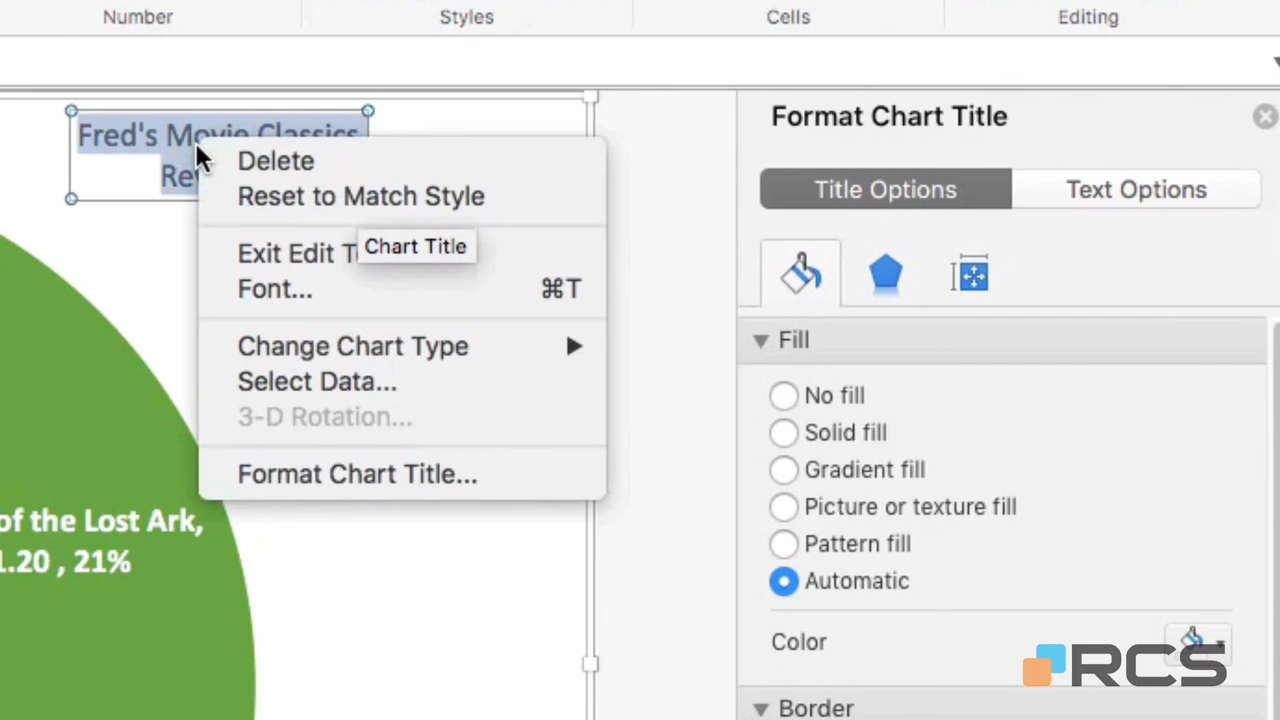 Number
Styles
Cells
Editing
Format Chart Title
Title Options
Text Options
Fred's Movie Classics
Delete
Reset to Match Style
Exit Edit
Chart Title
Font...
⌘T
Change Chart Type
Select Data...
3-D Rotation...
Format Chart Title...
of the Lost Ark,
1.20 , 21%
Fill
No fill
Solid fill
Gradient fill
Picture or texture fill
Pattern fill
Automatic
Color
RCS
Border